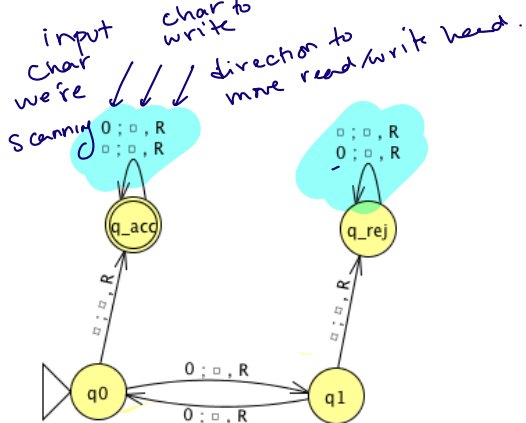 input
char
we're
scanning
char to
write
direction to
move read/write head.
0 ; □ , R
□ ; □ , R
□ ; □ , R
0 ; □ , R
q_acc
q_rej
□ ; □ , R
□ ; □ , R
0 ; □ , R
q0
q1
0 ; □ , R